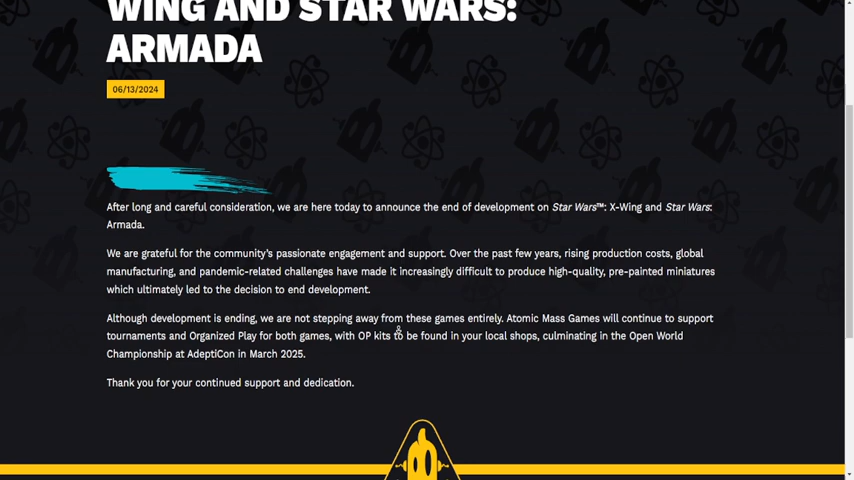 WING AND STAR WARS:
ARMADA
06/13/2024
After long and careful consideration, we are here today to announce the end of development on Star Wars™: X-Wing and Star Wars:
Armada.
We are grateful for the community's passionate engagement and support. Over the past few years, rising production costs, global
manufacturing, and pandemic-related challenges have made it increasingly difficult to produce high-quality, pre-painted miniatures
which ultimately led to the decision to end development.
Although development is ending, we are not stepping away from these games entirely. Atomic Mass Games will continue to support
tournaments and Organized Play for both games, with OP kits to be found in your local shops, culminating in the Open World
Championship at AdeptiCon in March 2025.
Thank you for your continued support and dedication.